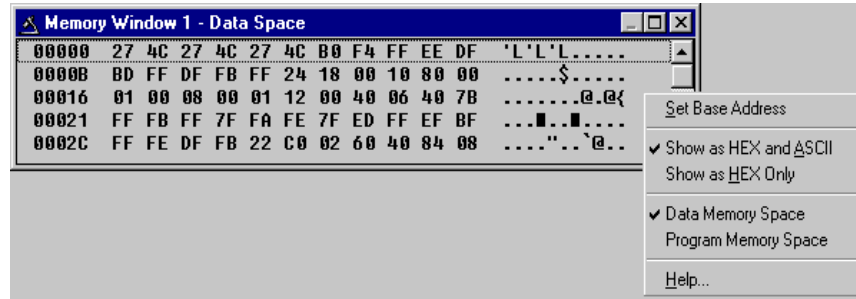 Memory Window 1 - Data Space
00000 27 4C 27 4C 27 4C B0 F4 FF EE DF 'L'L'L.....
0000B BD FF DF FB FF 24 18 00 10 80 00 .....$.....
00016 01 00 08 00 01 12 00 40 06 40 7B .......@.@{
00021 FF FB FF 7F FA FE 7F ED FF EF BF ...▮..▮....
0002C FF FE DF FB 22 C0 02 60 40 84 08 ...."..`@..
Set Base Address
✔ Show as HEX and ASCII
Show as HEX Only
✔ Data Memory Space
Program Memory Space
Help...